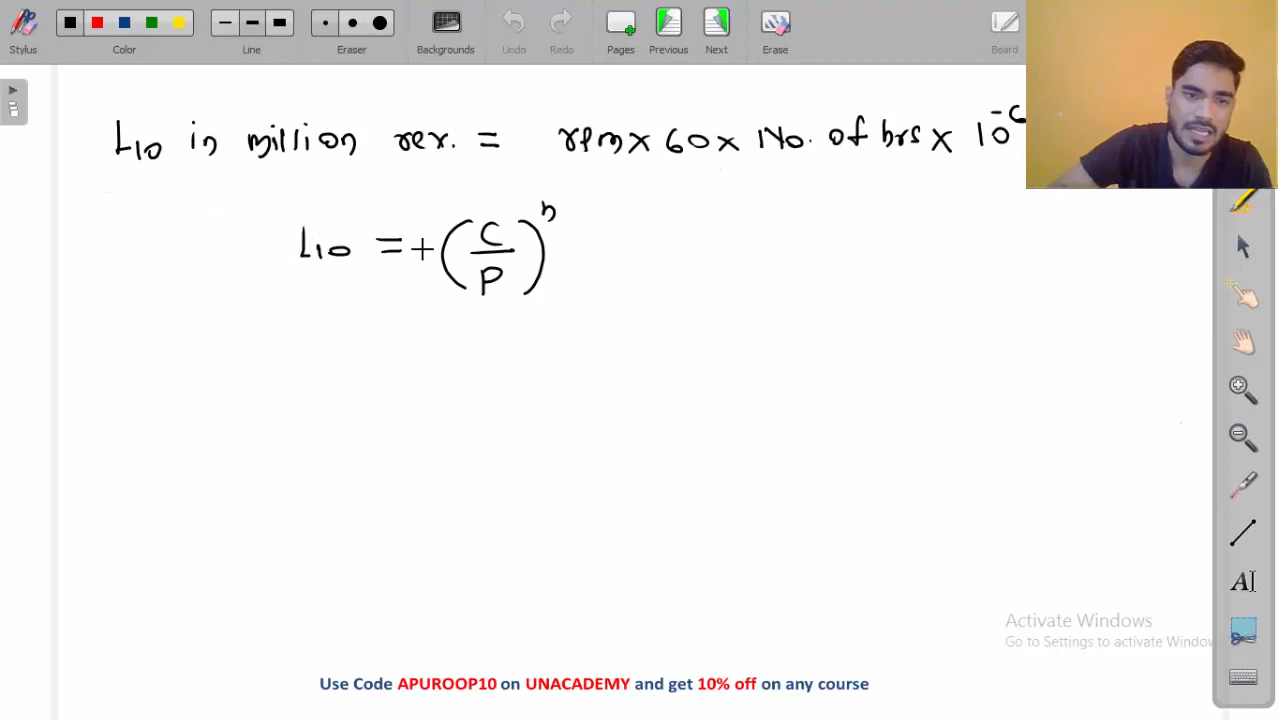 Stylus Color Line Eraser Backgrounds Undo Redo Pages Previous Next Erase Board
L10 in million rev. = rpm x 60 x No. of hrs x 10
L10 = + (C/P)^n
Activate Windows
Go to Settings to activate Window
Use Code APUROOP10 on UNACADEMY and get 10% off on any course